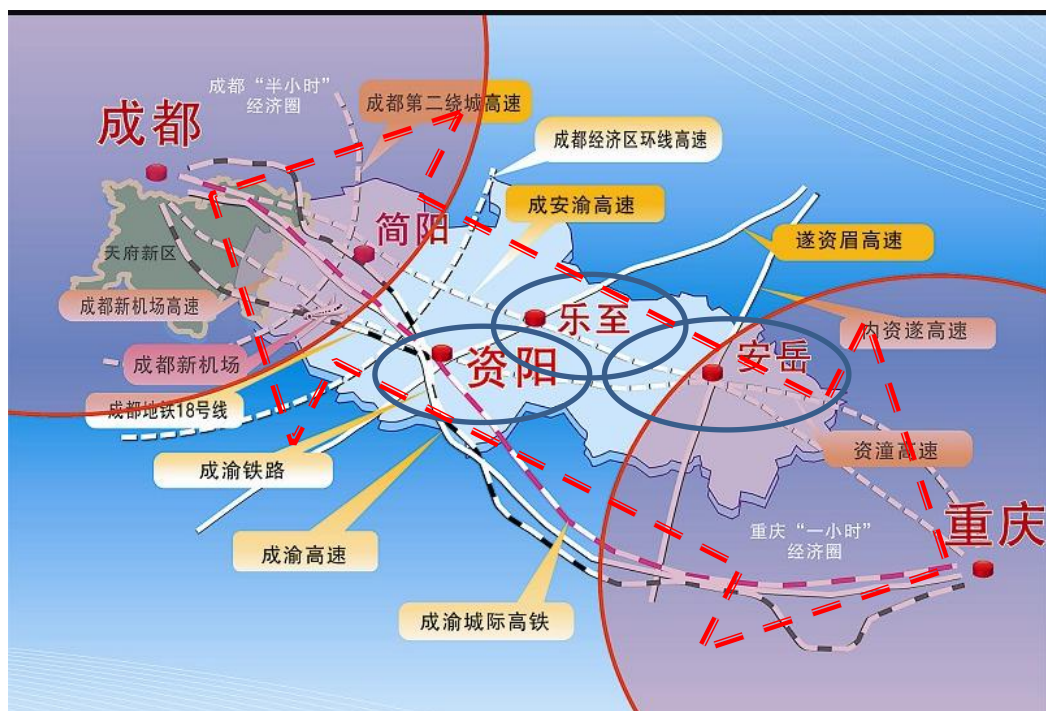 成都“半小时”
经济圈
成都第二绕城高速
成都
成都经济区环线高速
成安渝高速
简阳
遂资眉高速
天府新区
成都新机场高速
乐至
内资遂高速
成都新机场
资阳
安岳
成都地铁18号线
成渝铁路
资潼高速
成渝高速
重庆“一小时”
经济圈
重庆
成渝城际高铁